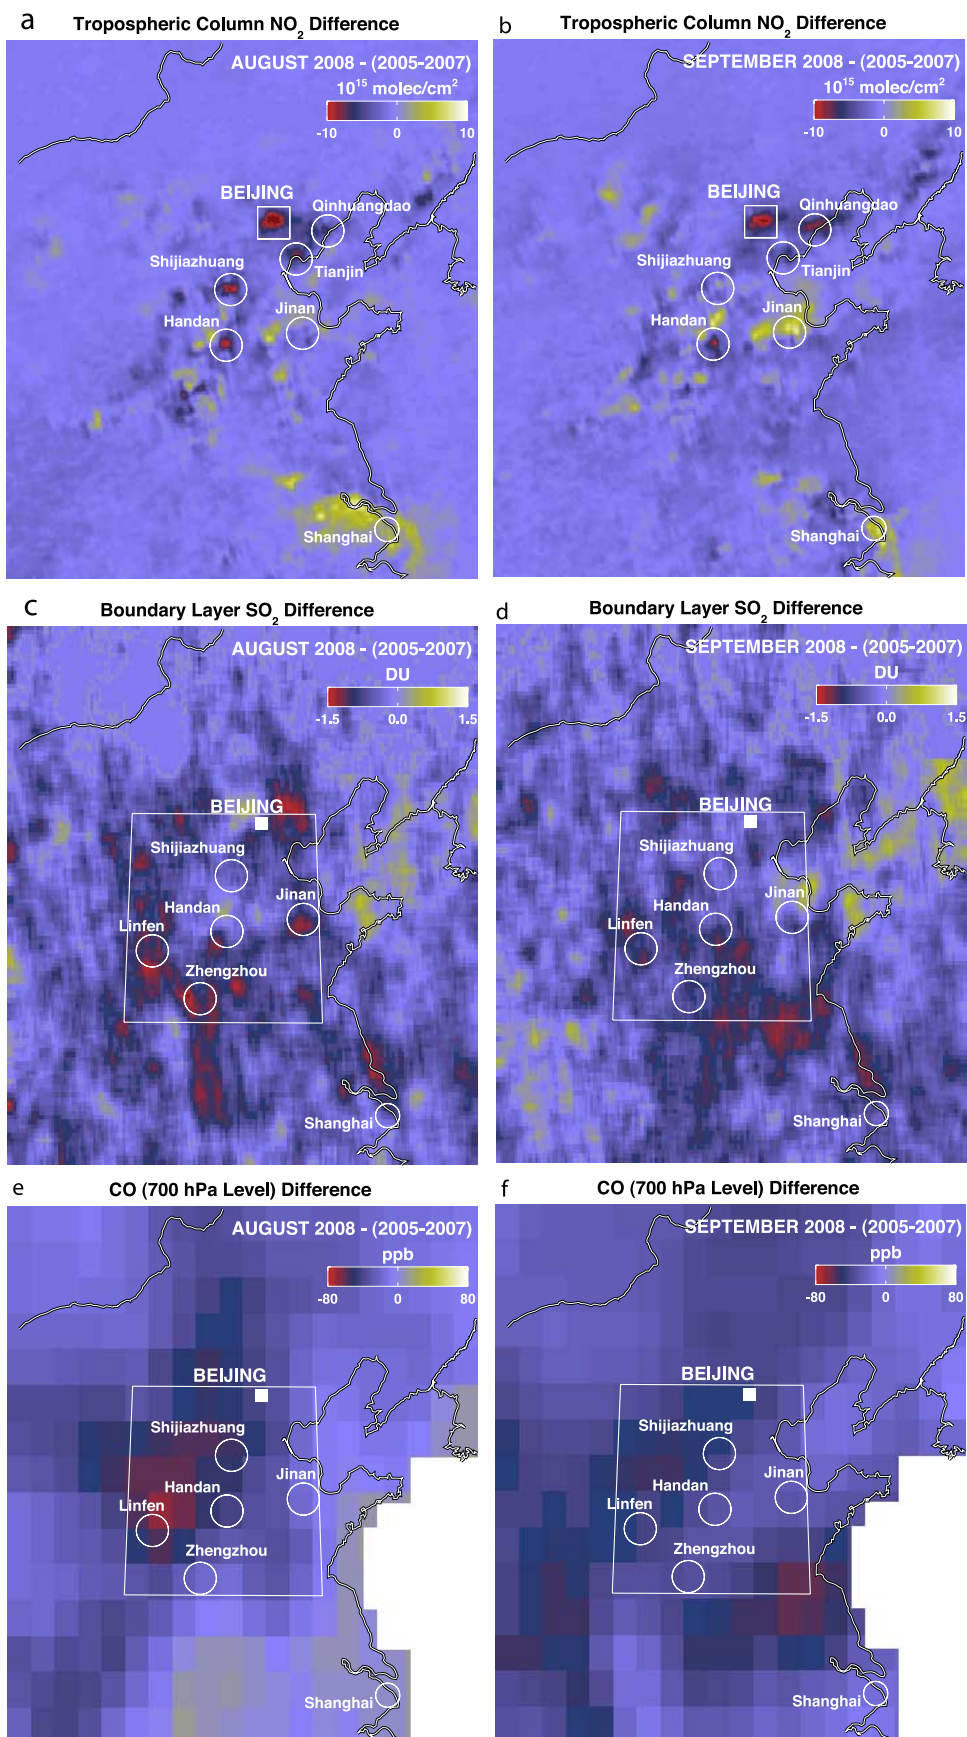 a
Tropospheric Column NO2 Difference
AUGUST 2008 - (2005-2007)
10^15 molec/cm^2
-10 0 10
BEIJING
Qinhuangdao
Shijiazhuang
Tianjin
Handan
Jinan
Shanghai
b
Tropospheric Column NO2 Difference
SEPTEMBER 2008 - (2005-2007)
10^15 molec/cm^2
-10 0 10
BEIJING
Qinhuangdao
Shijiazhuang
Tianjin
Handan
Jinan
Shanghai
c
Boundary Layer SO2 Difference
AUGUST 2008 - (2005-2007)
DU
-1.5 0.0 1.5
BEIJING
Shijiazhuang
Handan
Jinan
Linfen
Zhengzhou
Shanghai
d
Boundary Layer SO2 Difference
SEPTEMBER 2008 - (2005-2007)
DU
-1.5 0.0 1.5
BEIJING
Shijiazhuang
Handan
Jinan
Linfen
Zhengzhou
Shanghai
e
CO (700 hPa Level) Difference
AUGUST 2008 - (2005-2007)
ppb
-80 0 80
BEIJING
Shijiazhuang
Handan
Jinan
Linfen
Zhengzhou
Shanghai
f
CO (700 hPa Level) Difference
SEPTEMBER 2008 - (2005-2007)
ppb
-80 0 80
BEIJING
Shijiazhuang
Handan
Jinan
Linfen
Zhengzhou
Shanghai